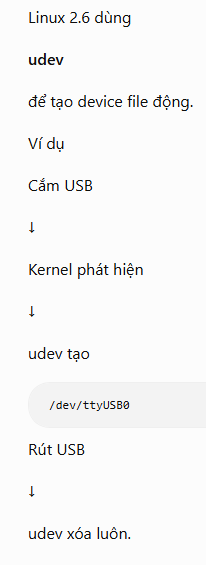 Linux 2.6 dùng
udev
để tạo device file động.
Ví dụ
Cắm USB
↓
Kernel phát hiện
↓
udev tạo
/dev/ttyUSB0
Rút USB
↓
udev xóa luôn.